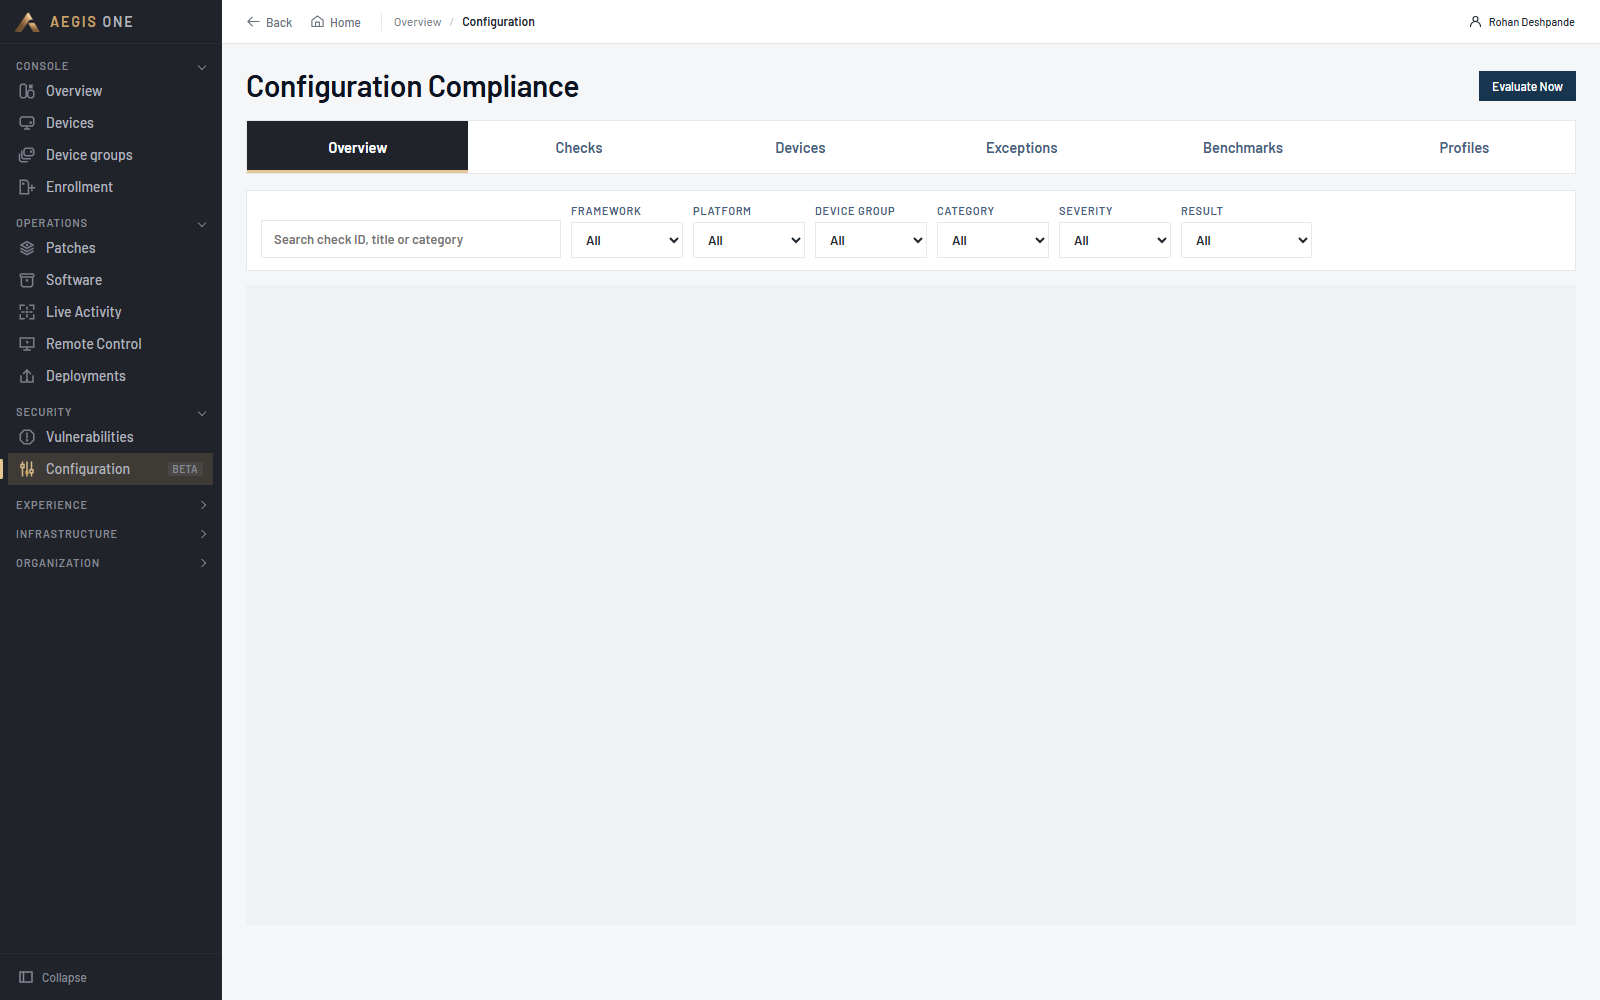 AEGIS ONE
CONSOLE
Overview
Devices
Device groups
Enrollment
OPERATIONS
Patches
Software
Live Activity
Remote Control
Deployments
SECURITY
Vulnerabilities
Configuration BETA
EXPERIENCE
INFRASTRUCTURE
ORGANIZATION
Collapse
Back Home Overview / Configuration Rohan Deshpande
Configuration Compliance
Evaluate Now
Overview Checks Devices Exceptions Benchmarks Profiles
FRAMEWORK PLATFORM DEVICE GROUP CATEGORY SEVERITY RESULT
Search check ID, title or category All All All All All All